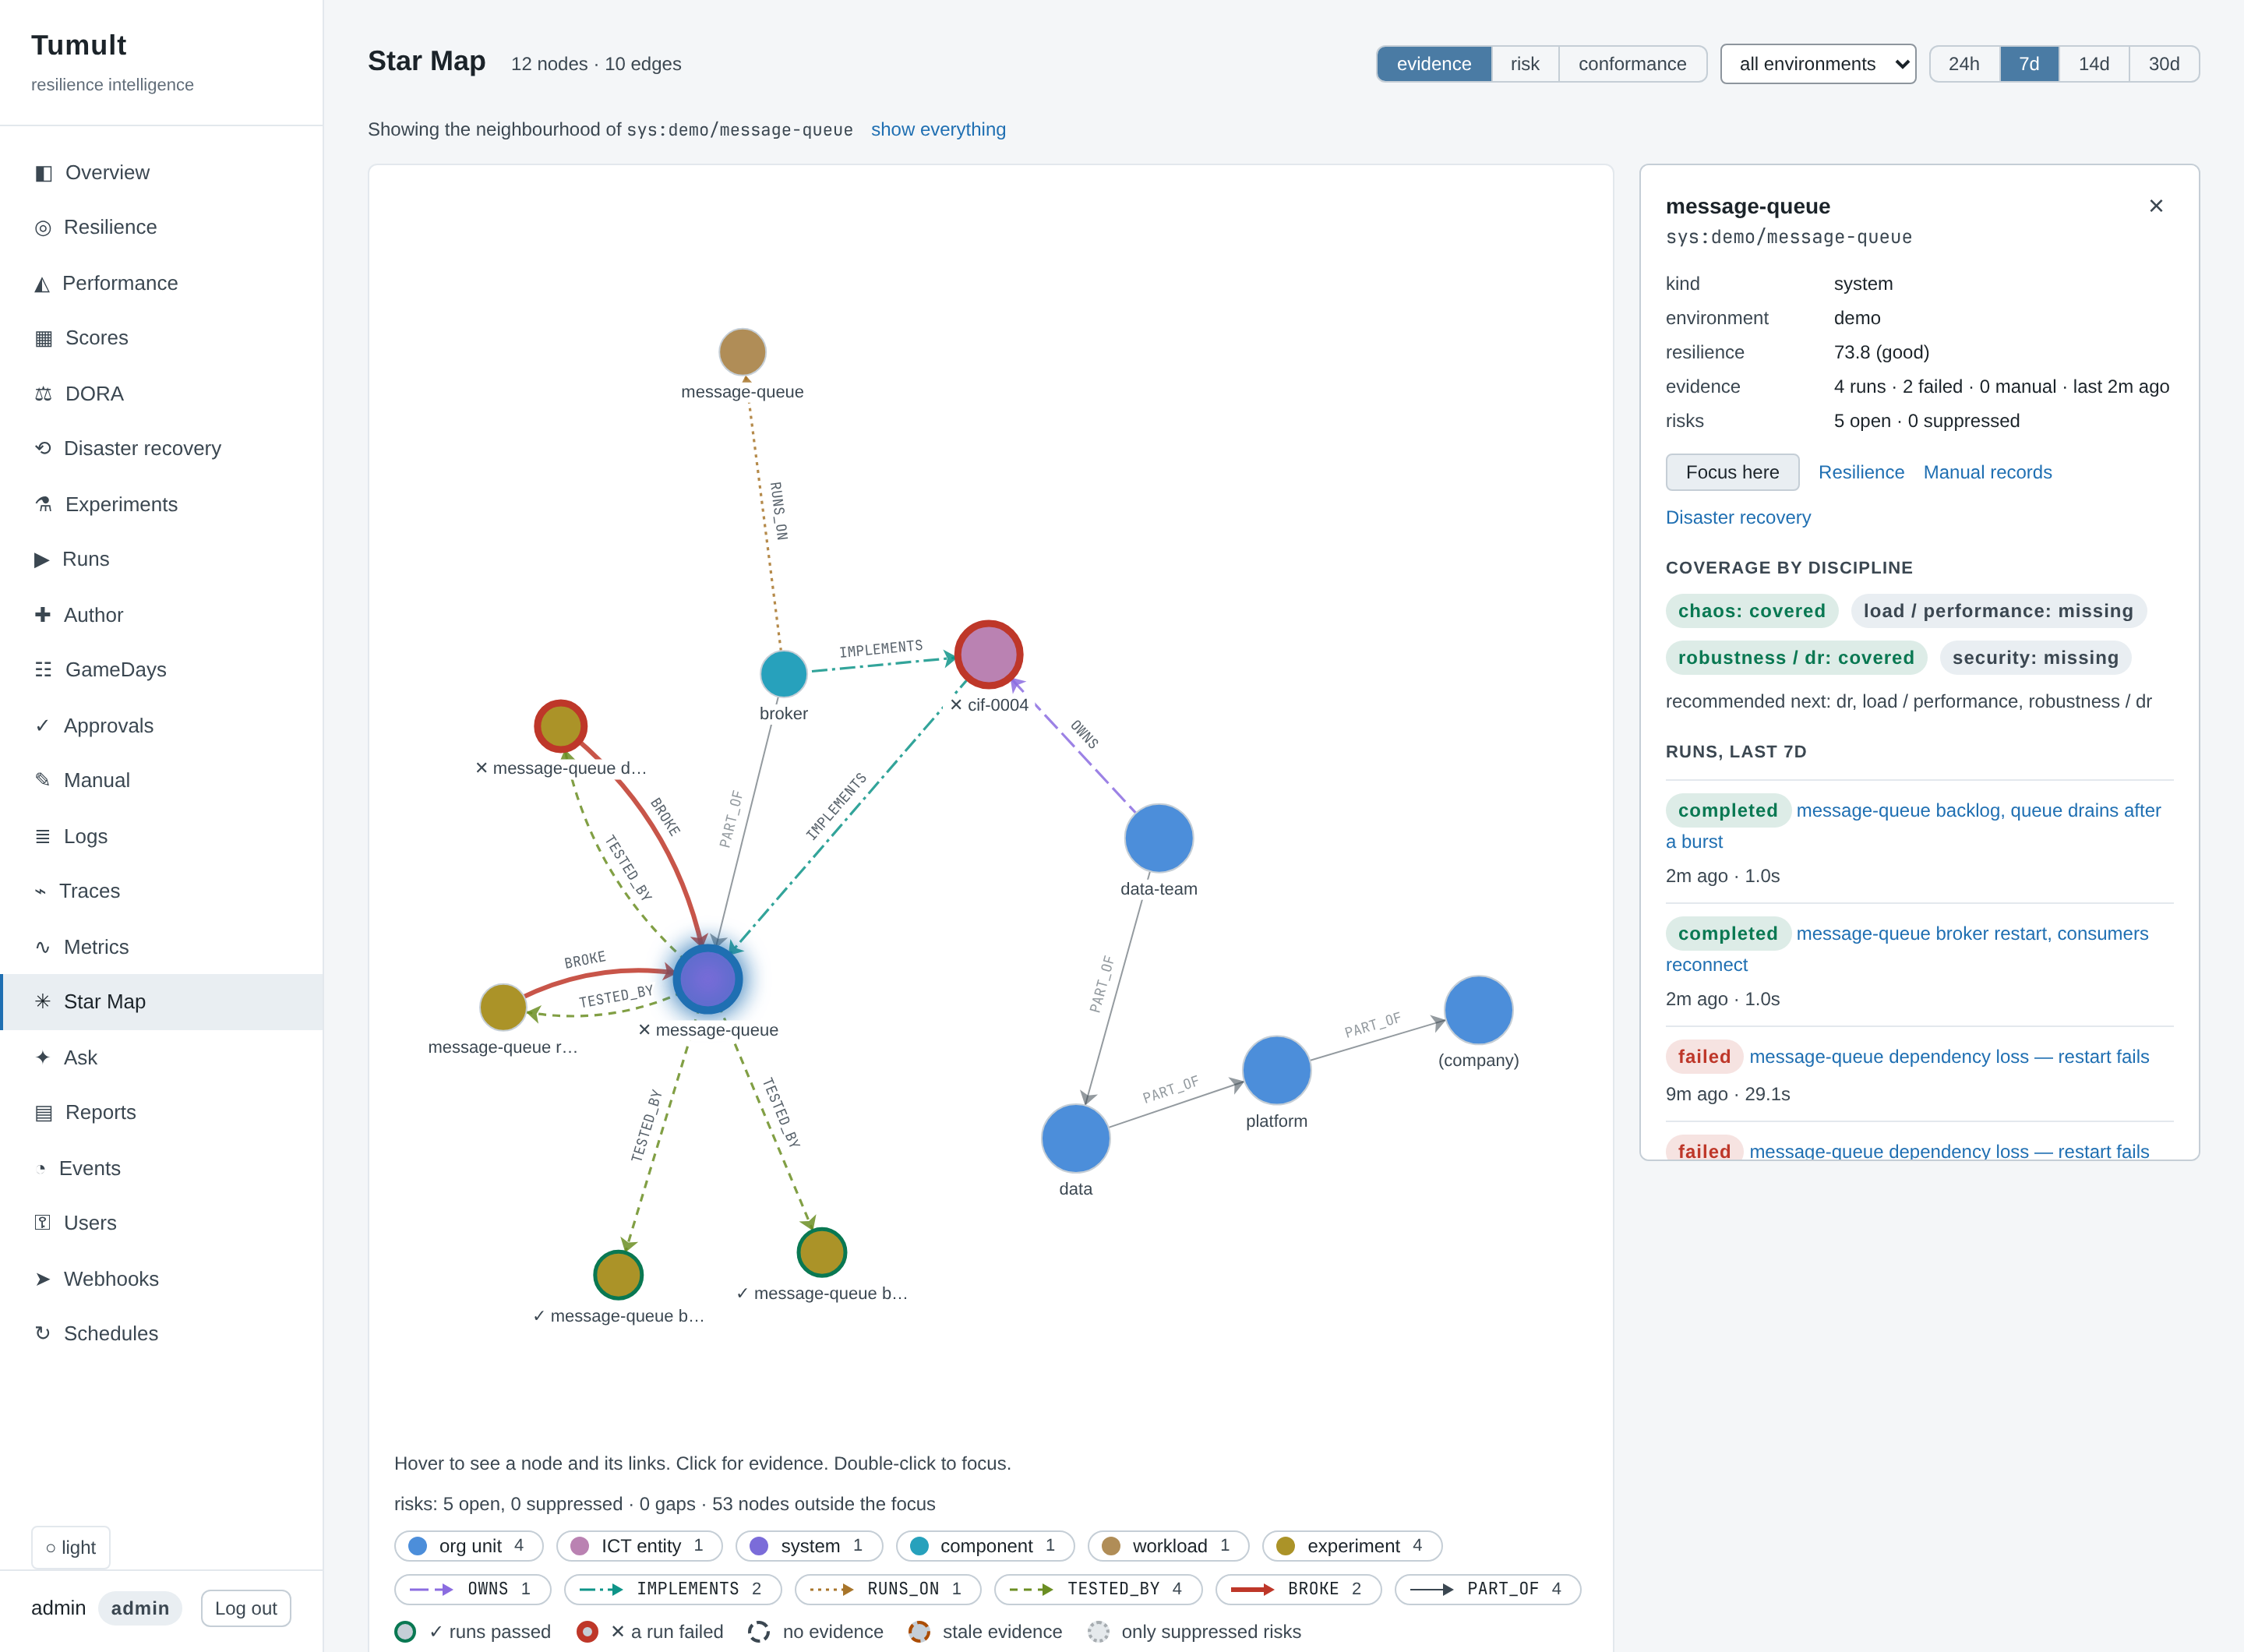 Tumult
resilience intelligence
Overview
Resilience
Performance
Scores
DORA
Disaster recovery
Experiments
Runs
Author
GameDays
Approvals
Manual
Logs
Traces
Metrics
Star Map
Ask
Reports
Events
Users
Webhooks
Schedules
light
admin admin Log out
Star Map 12 nodes · 10 edges
evidence risk conformance all environments 24h 7d 14d 30d
Showing the neighbourhood of sys:demo/message-queue show everything
message-queue
RUNS_ON
IMPLEMENTS
broker
✕ cif-0004
OWNS
✕ message-queue d…
BROKE
PART_OF
IMPLEMENTS
TESTED_BY
data-team
BROKE
TESTED_BY
✕ message-queue
message-queue r…
PART_OF
PART_OF
(company)
TESTED_BY
TESTED_BY
PART_OF
platform
data
✓ message-queue b…
✓ message-queue b…
Hover to see a node and its links. Click for evidence. Double-click to focus.
risks: 5 open, 0 suppressed · 0 gaps · 53 nodes outside the focus
org unit 4 ICT entity 1 system 1 component 1 workload 1 experiment 4
OWNS 1 IMPLEMENTS 2 RUNS_ON 1 TESTED_BY 4 BROKE 2 PART_OF 4
✓ runs passed ✕ a run failed no evidence stale evidence only suppressed risks
message-queue ✕
sys:demo/message-queue
kind system
environment demo
resilience 73.8 (good)
evidence 4 runs · 2 failed · 0 manual · last 2m ago
risks 5 open · 0 suppressed
Focus here Resilience Manual records
Disaster recovery
COVERAGE BY DISCIPLINE
chaos: covered load / performance: missing
robustness / dr: covered security: missing
recommended next: dr, load / performance, robustness / dr
RUNS, LAST 7D
completed message-queue backlog, queue drains after
a burst
2m ago · 1.0s
completed message-queue broker restart, consumers
reconnect
2m ago · 1.0s
failed message-queue dependency loss — restart fails
9m ago · 29.1s
failed message-queue dependency loss — restart fails